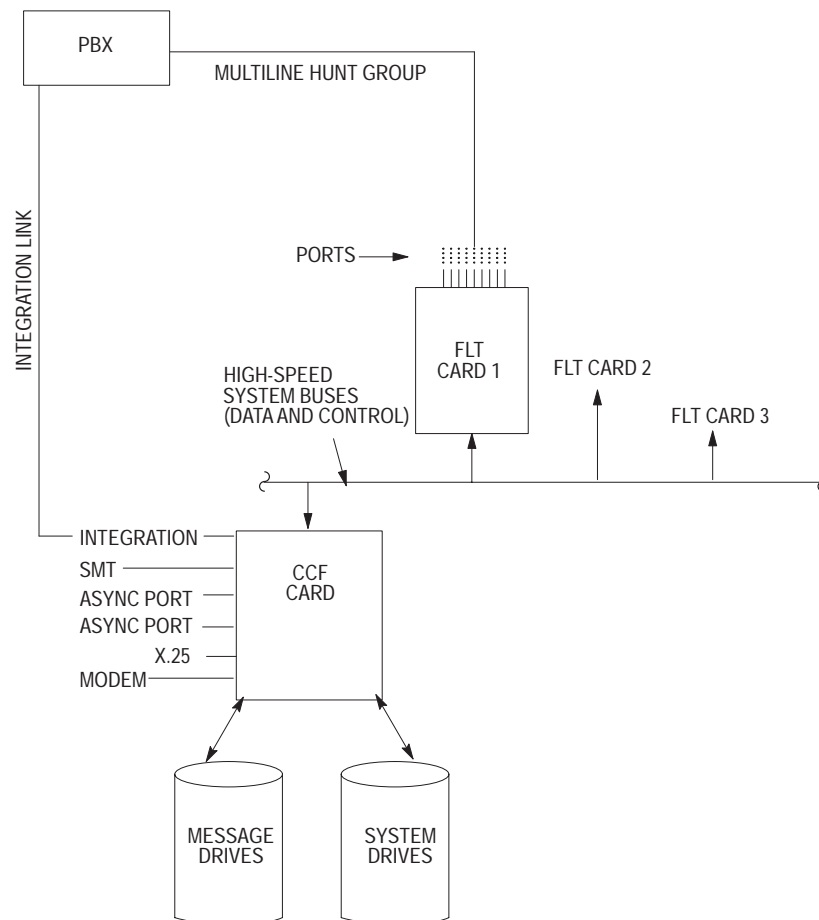 PBX
MULTILINE HUNT GROUP
INTEGRATION LINK
PORTS
FLT
CARD 1
FLT CARD 2
FLT CARD 3
HIGH-SPEED
SYSTEM BUSES
(DATA AND CONTROL)
INTEGRATION
SMT
ASYNC PORT
ASYNC PORT
X.25
MODEM
CCF
CARD
MESSAGE
DRIVES
SYSTEM
DRIVES